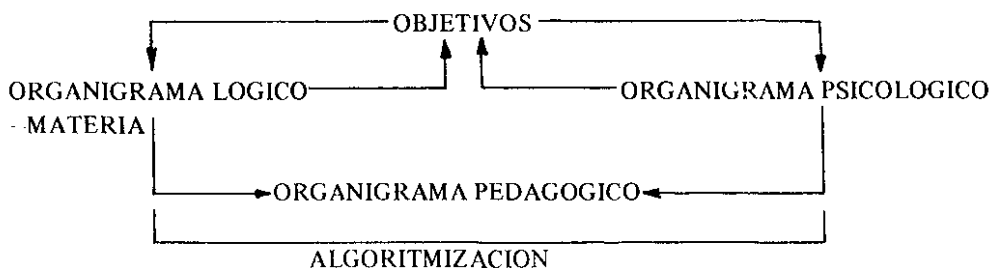 OBJETIVOS
ORGANIGRAMA LOGICO
ORGANIGRAMA PSICOLOGICO
- MATERIA
ORGANIGRAMA PEDAGOGICO
ALGORITMIZACION